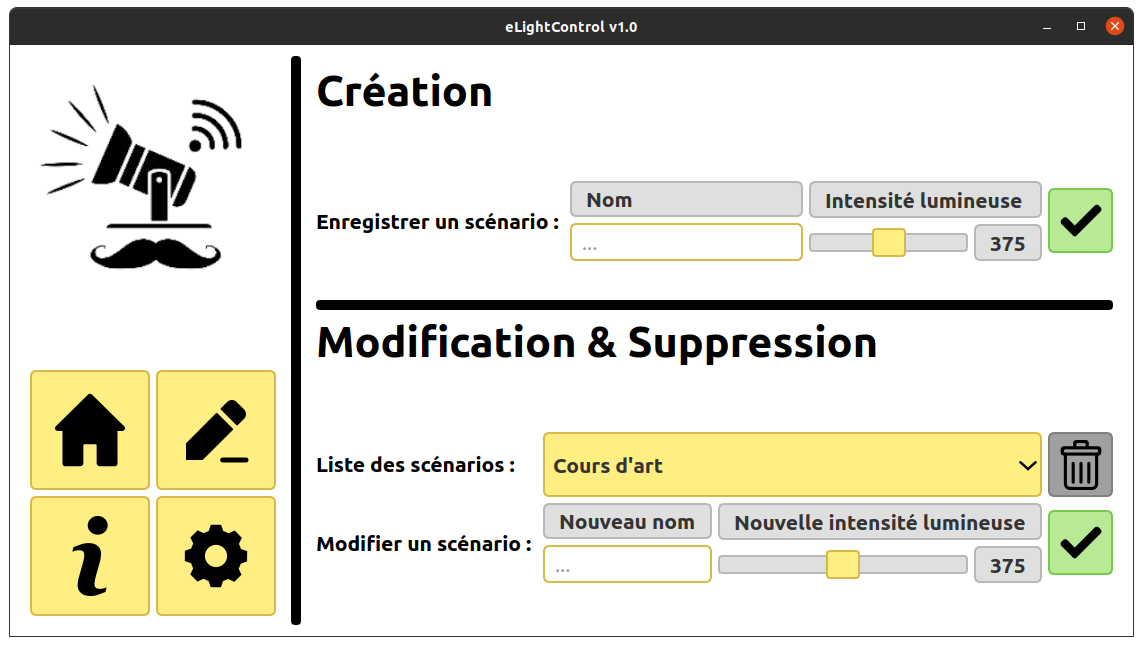 eLightControl v1.0
Création
Nom
Intensité lumineuse
Enregistrer un scénario :
...
375
Modification & Suppression
Liste des scénarios :
Cours d'art
Nouveau nom
Nouvelle intensité lumineuse
Modifier un scénario :
...
375